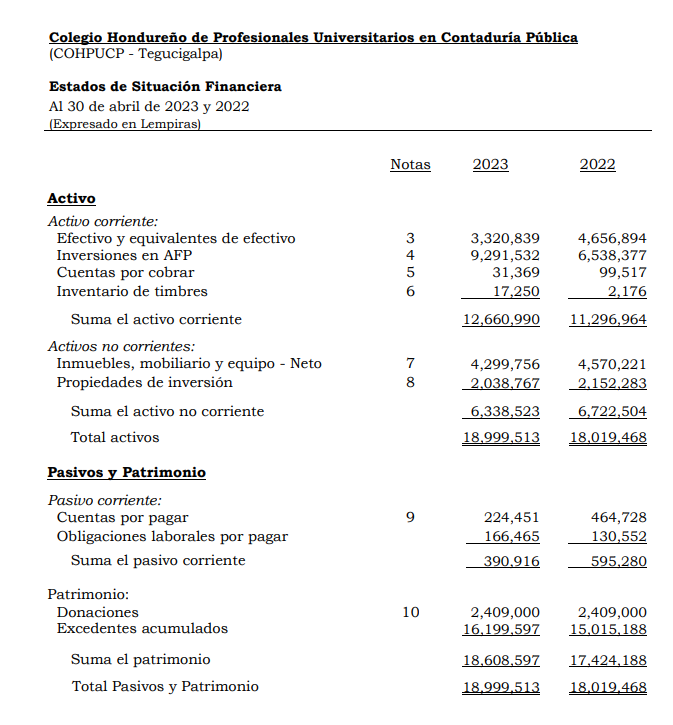 Colegio Hondureño de Profesionales Universitarios en Contaduría Pública
(COHPUCP - Tegucigalpa)
Estados de Situación Financiera
Al 30 de abril de 2023 y 2022
(Expresado en Lempiras)
Notas 2023 2022
Activo
Activo corriente:
Efectivo y equivalentes de efectivo 3 3,320,839 4,656,894
Inversiones en AFP 4 9,291,532 6,538,377
Cuentas por cobrar 5 31,369 99,517
Inventario de timbres 6 17,250 2,176
Suma el activo corriente 12,660,990 11,296,964
Activos no corrientes:
Inmuebles, mobiliario y equipo - Neto 7 4,299,756 4,570,221
Propiedades de inversión 8 2,038,767 2,152,283
Suma el activo no corriente 6,338,523 6,722,504
Total activos 18,999,513 18,019,468
Pasivos y Patrimonio
Pasivo corriente:
Cuentas por pagar 9 224,451 464,728
Obligaciones laborales por pagar 166,465 130,552
Suma el pasivo corriente 390,916 595,280
Patrimonio:
Donaciones 10 2,409,000 2,409,000
Excedentes acumulados 16,199,597 15,015,188
Suma el patrimonio 18,608,597 17,424,188
Total Pasivos y Patrimonio 18,999,513 18,019,468